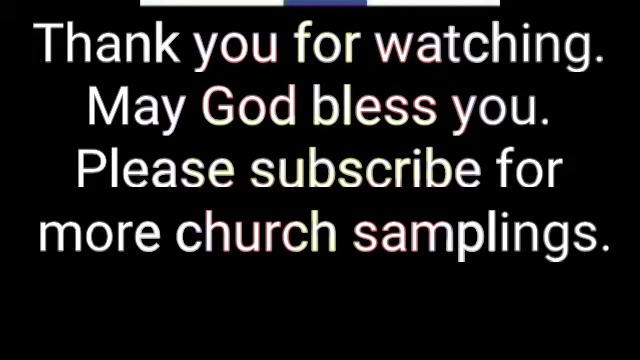 Thank you for watching.
May God bless you.
Please subscribe for
more church samplings.